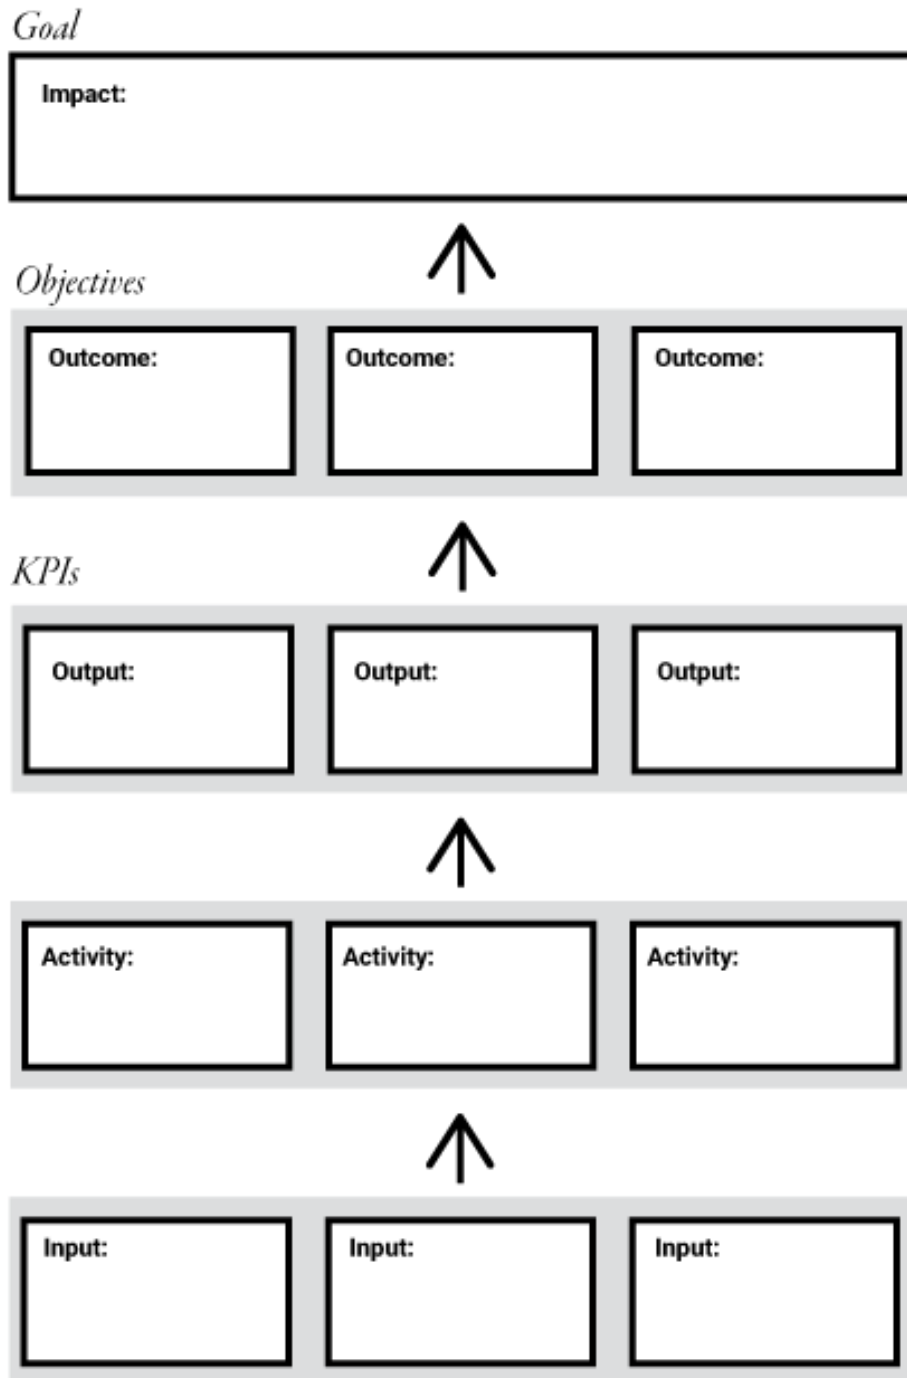 Goal
Impact:
Objectives
Outcome: Outcome: Outcome:
KPIs
Output: Output: Output:
Activity: Activity: Activity:
Input: Input: Input: